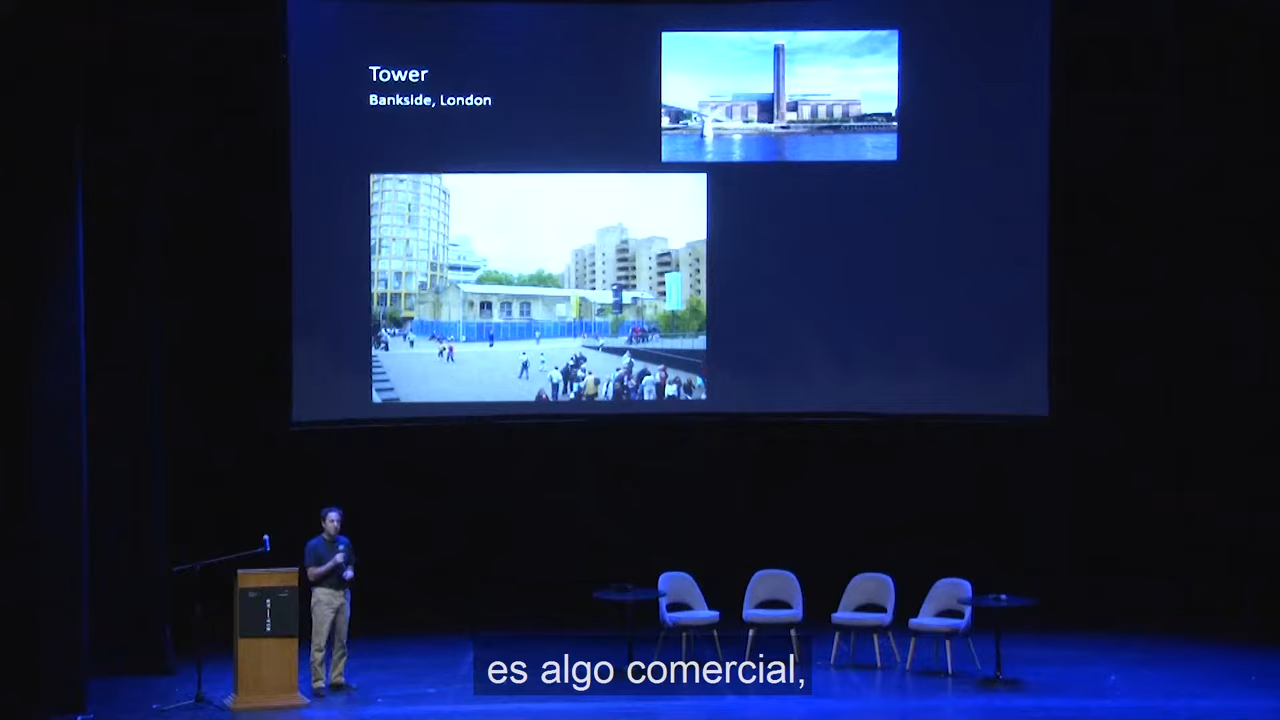 Tower
Bankside, London
es algo comercial,